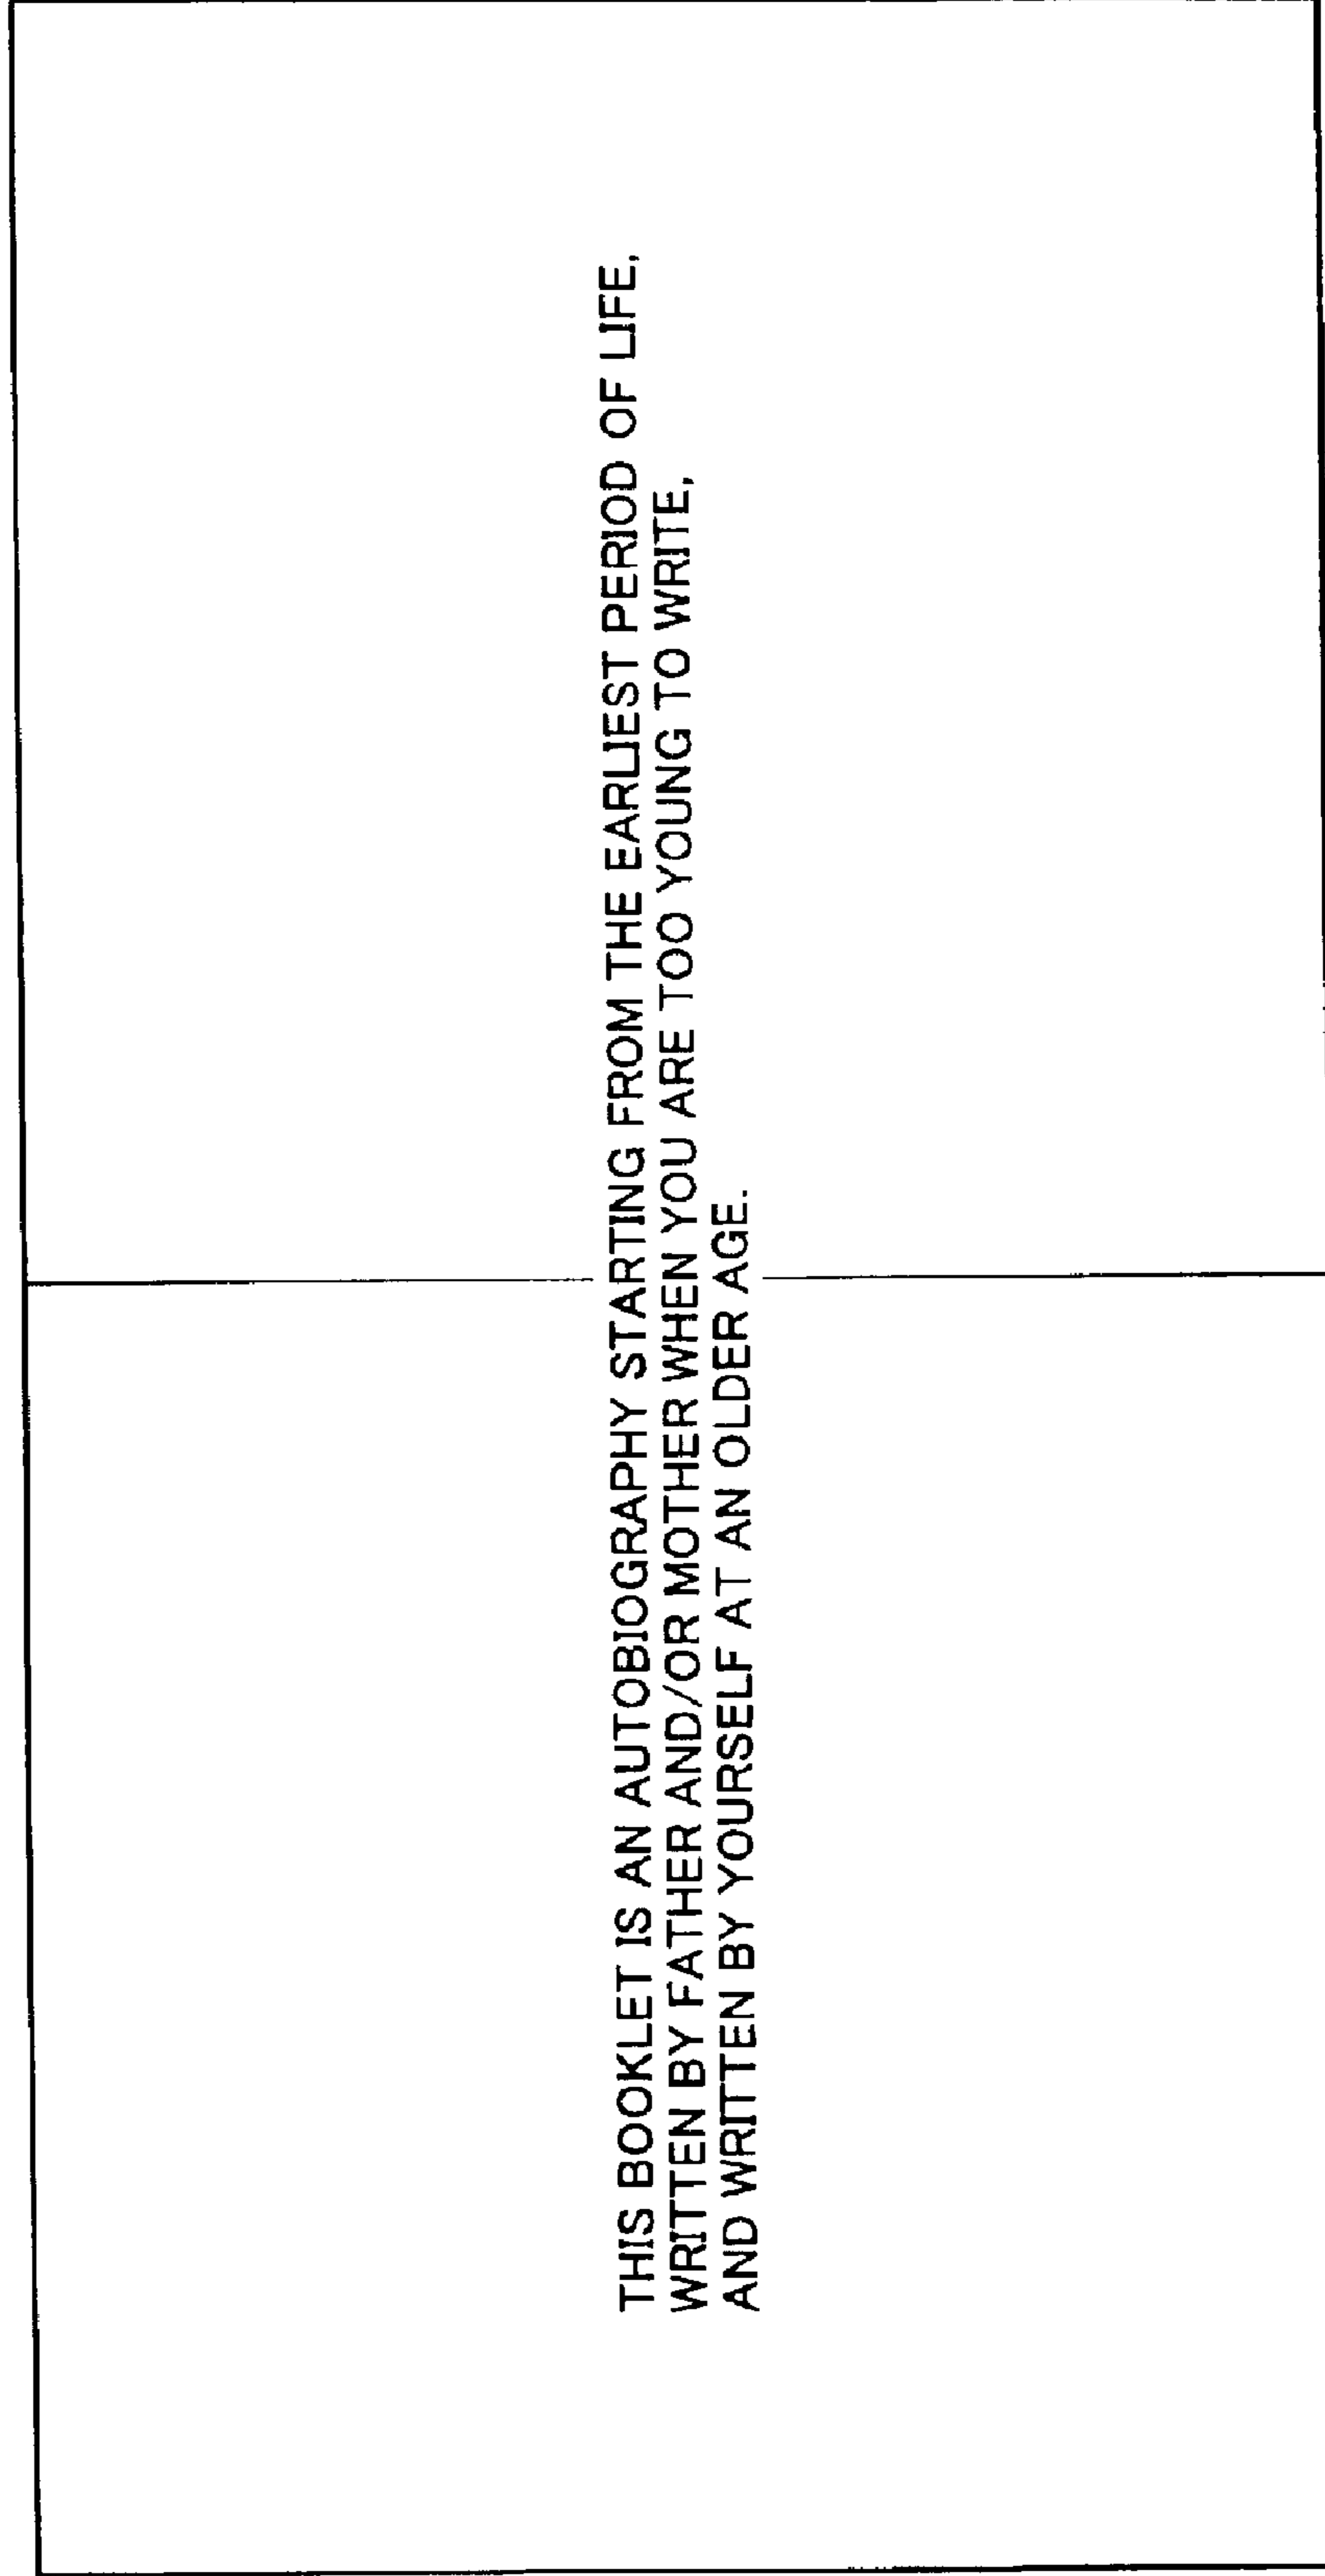 THIS BOOKLET IS AN AUTOBIOGRAPHY STARTING FROM THE EARLIEST PERIOD OF LIFE,
WRITTEN BY FATHER AND/OR MOTHER WHEN YOU ARE TOO YOUNG TO WRITE,
AND WRITTEN BY YOURSELF AT AN OLDER AGE.